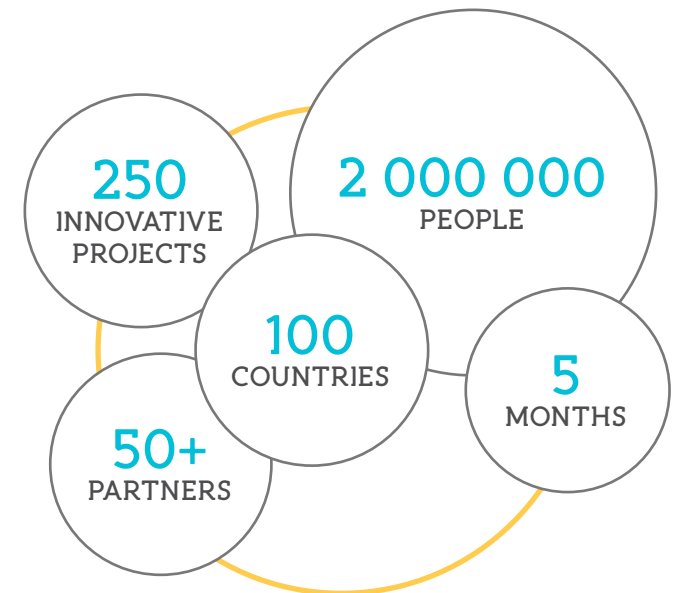 250
INNOVATIVE
PROJECTS
2 000 000
PEOPLE
100
COUNTRIES
5
MONTHS
50+
PARTNERS